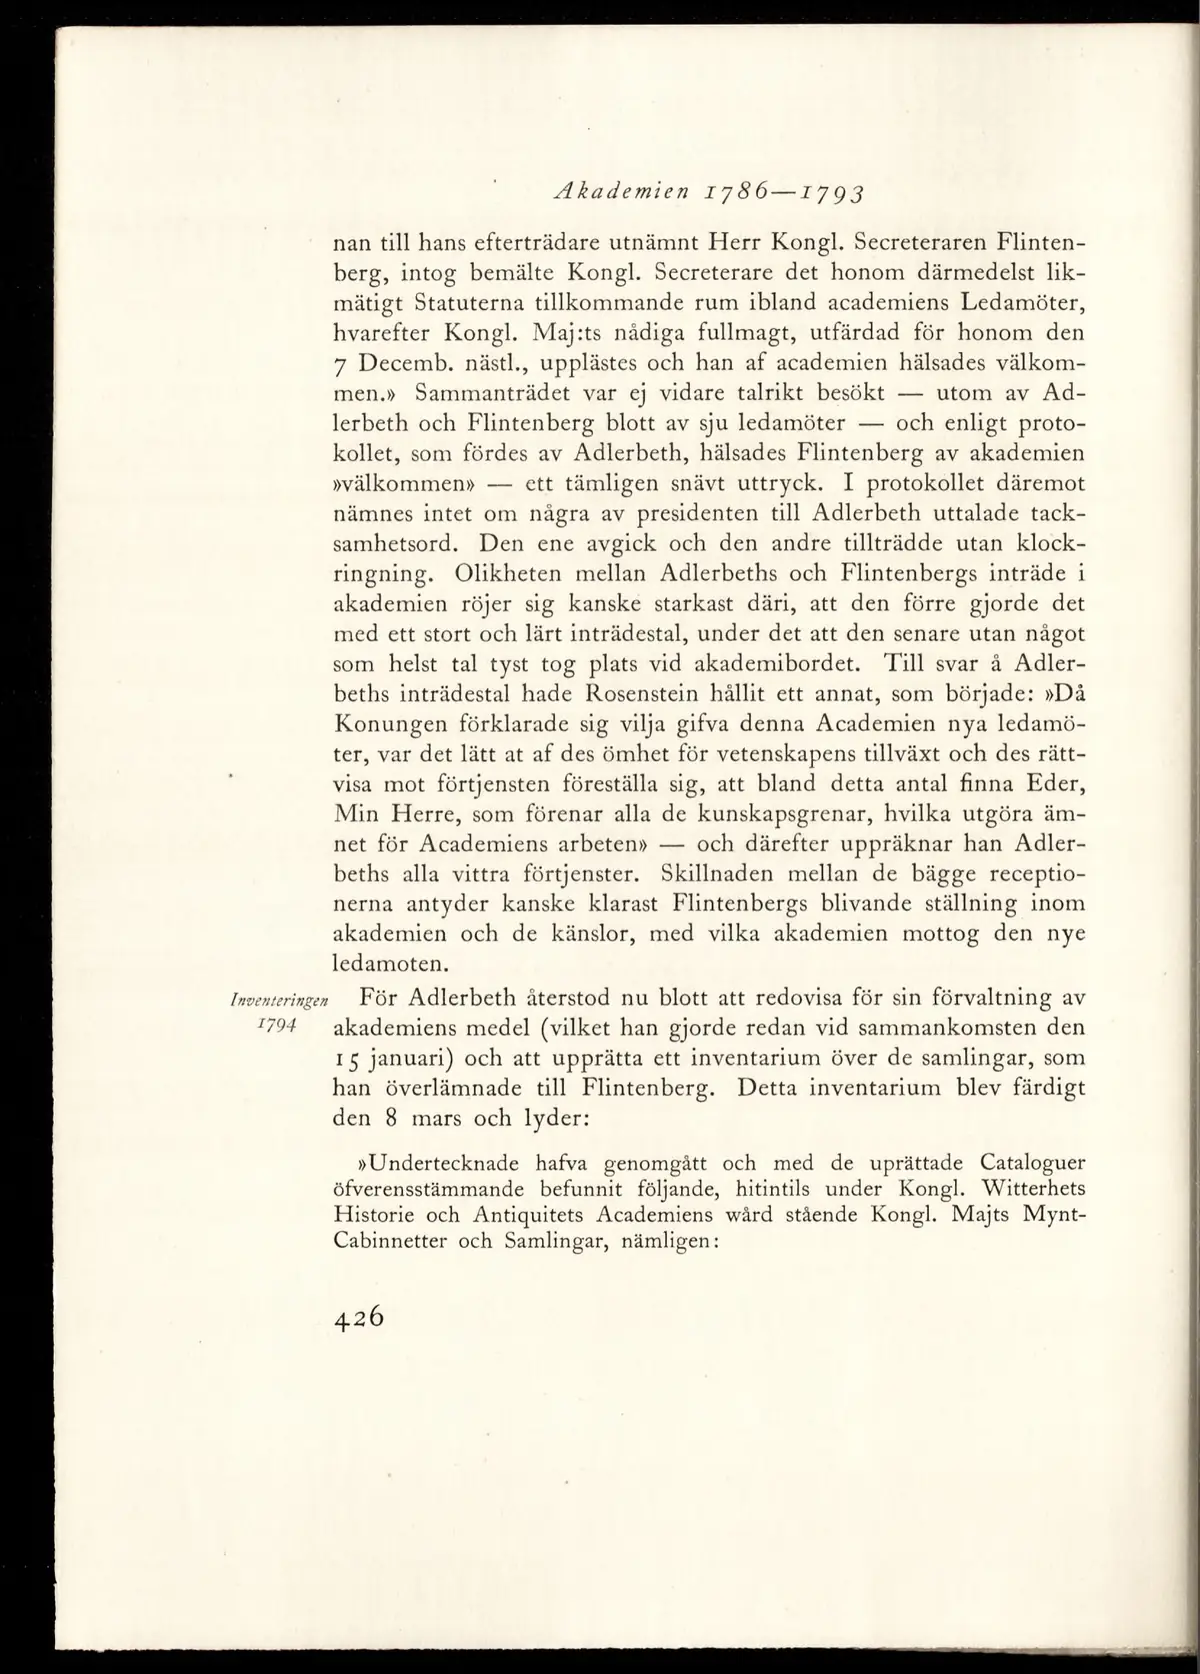 Akademien 1786—1793
nan till hans efterträdare utnämnt Herr Kongl. Secreteraren Flinten-
berg, intog bemälte Kongl. Secreterare det honom därmedelst lik-
mätigt Statuterna tillkommande rum ibland academiens Ledamöter,
hvarefter Kongl. Maj:ts nådiga fullmagt, utfärdad för honom den
7 Decemb. nästl., upplästes och han af academien hälsades välkom-
men.» Sammanträdet var ej vidare talrikt besökt — utom av Ad-
lerbeth och Flintenberg blott av sju ledamöter — och enligt proto-
kollet, som fördes av Adlerbeth, hälsades Flintenberg av akademien
»välkommen» — ett tämligen snävt uttryck. I protokollet däremot
nämnes intet om några av presidenten till Adlerbeth uttalade tack-
samhetsord. Den ene avgick och den andre tillträdde utan klock-
ringning. Olikheten mellan Adlerbeths och Flintenbergs inträde i
akademien röjer sig kanske starkast däri, att den förre gjorde det
med ett stort och lärt inträdestal, under det att den senare utan något
som helst tal tyst tog plats vid akademibordet. Till svar å Adler-
beths inträdestal hade Rosenstein hållit ett annat, som började: »Då
Konungen förklarade sig vilja gifva denna Academien nya ledamö-
ter, var det lätt at af des ömhet för vetenskapens tillväxt och des rätt-
visa mot förtjensten föreställa sig, att bland detta antal finna Eder,
Min Herre, som förenar alla de kunskapsgrenar, hvilka utgöra äm-
net för Academiens arbeten» — och därefter uppräknar han Adler-
beths alla vittra förtjenster. Skillnaden mellan de bägge receptio-
nerna antyder kanske klarast Flintenbergs blivande ställning inom
akademien och de känslor, med vilka akademien mottog den nye
ledamoten.
Inventeringen För Adlerbeth återstod nu blott att redovisa för sin förvaltning av
1794 akademiens medel (vilket han gjorde redan vid sammankomsten den
15 januari) och att upprätta ett inventarium över de samlingar, som
han överlämnade till Flintenberg. Detta inventarium blev färdigt
den 8 mars och lyder:
»Undertecknade hafva genomgått och med de uprättade Cataloguer
öfverensstämmande befunnit följande, hitintils under Kongl. Witterhets
Historie och Antiquitets Academiens wård stående Kongl. Majts Mynt-
Cabinnetter och Samlingar, nämligen:
426